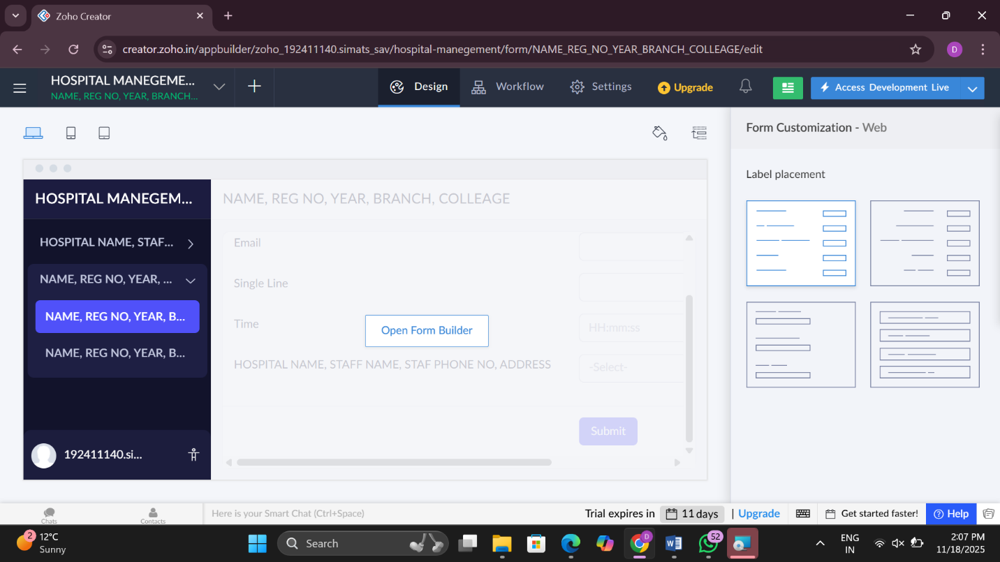 Zoho Creator
creator.zoho.in/appbuilder/zoho_192411140.simats_sav/hospital-manegement/form/NAME_REG_NO_YEAR_BRANCH_COLLEAGE/edit
D
HOSPITAL MANEGEME...
NAME, REG NO, YEAR, BRANCH...
Design
Workflow
Settings
Upgrade
Access Development Live
Form Customization - Web
Label placement
HOSPITAL MANEGEM...
HOSPITAL NAME, STAF...
NAME, REG NO, YEAR, ...
NAME, REG NO, YEAR, B...
NAME, REG NO, YEAR, B...
192411140.si...
NAME, REG NO, YEAR, BRANCH, COLLEAGE
Email
Single Line
Time
HH:mm:ss
Open Form Builder
HOSPITAL NAME, STAFF NAME, STAF PHONE NO, ADDRESS
-Select-
Submit
Chats
Contacts
Here is your Smart Chat (Ctrl+Space)
Trial expires in 11 days | Upgrade
Get started faster!
Help
2
12°C
Sunny
Search
D
52
ENG
IN
2:07 PM
11/18/2025